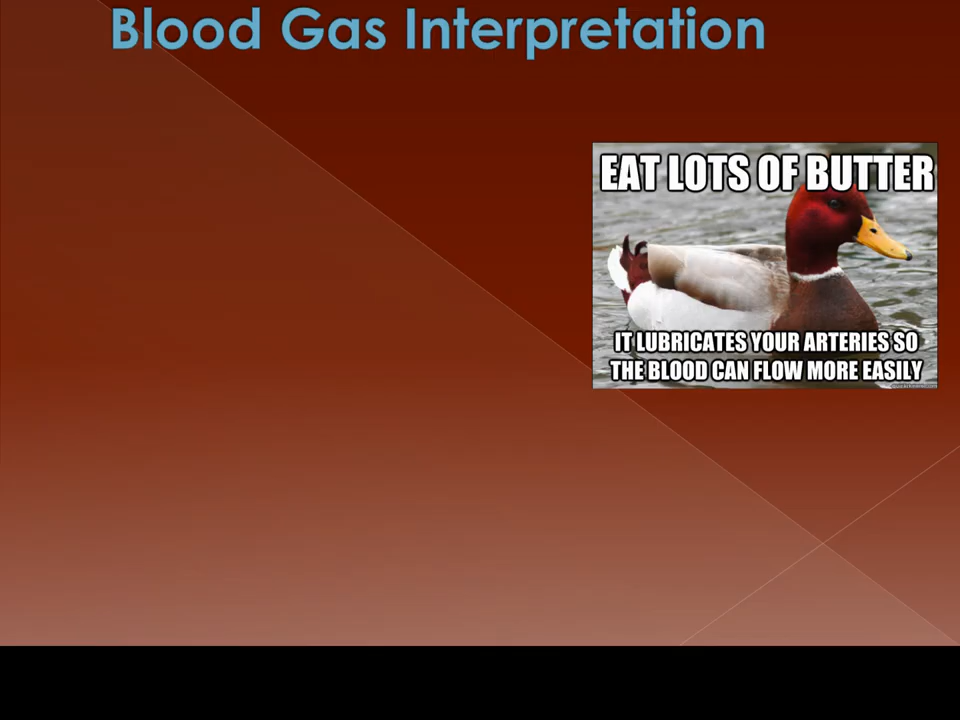 Blood Gas Interpretation
EAT LOTS OF BUTTER
IT LUBRICATES YOUR ARTERIES SO
THE BLOOD CAN FLOW MORE EASILY